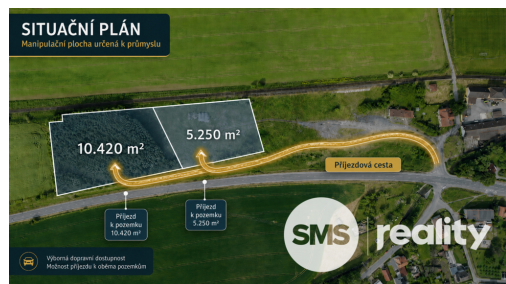 SITUAČNÍ PLÁN
Manipulační plocha určená k průmyslu
10.420 m²
5.250 m²
Příjezdová cesta
Příjezd
k pozemku
10.420 m²
Příjezd
k pozemku
5.250 m²
SMS reality
Výborná dopravní dostupnost
Možnost příjezdu k oběma pozemkům